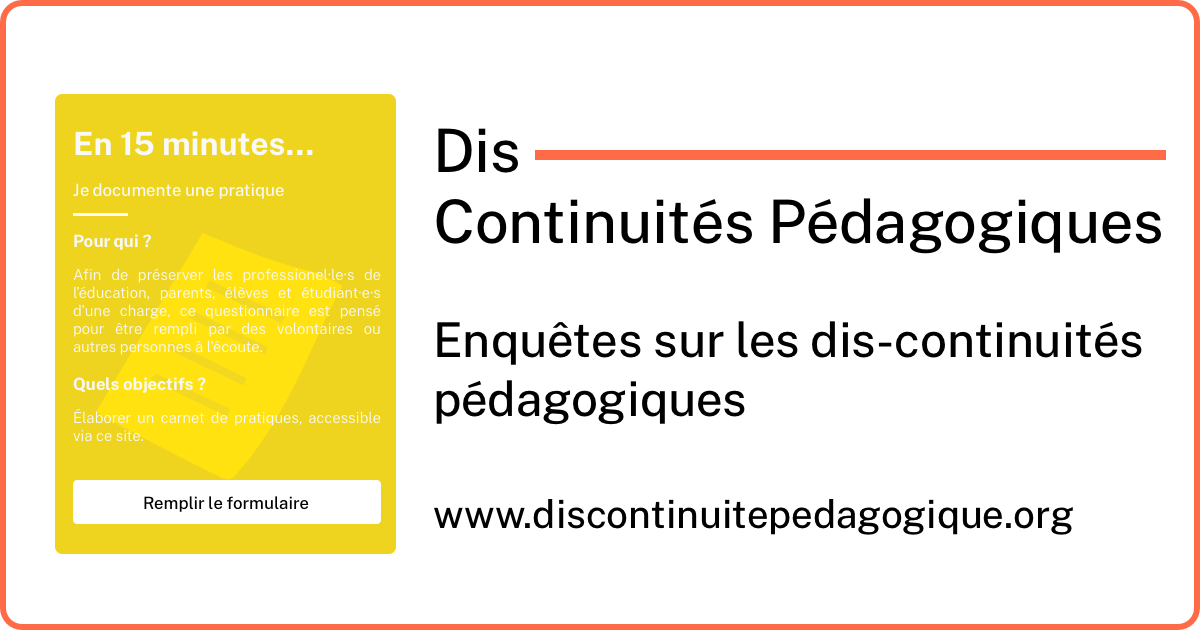 En 15 minutes...
Je documente une pratique
Pour qui ?
Afin de préserver les professionel·le·s de
l'éducation, parents, élèves et étudiant·e·s
d'une charge, ce questionnaire est pensé
pour être rempli par des volontaires ou
autres personnes à l'écoute.
Quels objectifs ?
Élaborer un carnet de pratiques, accessible
via ce site.
Remplir le formulaire
Dis
Continuités Pédagogiques
Enquêtes sur les dis-continuités
pédagogiques
www.discontinuitepedagogique.org